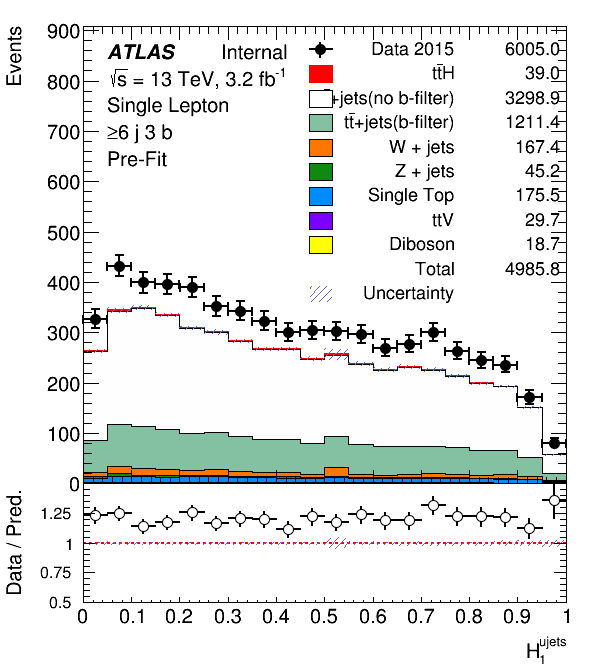 Events
900
800
700
600
500
400
300
200
100
0
ATLAS Internal
√s = 13 TeV, 3.2 fb-1
Single Lepton
≥6 j 3 b
Pre-Fit
Data 2015 6005.0
tt̄H 39.0
+jets(no b-filter) 3298.9
tt̄+jets(b-filter) 1211.4
W + jets 167.4
Z + jets 45.2
Single Top 175.5
ttV 29.7
Diboson 18.7
Total 4985.8
Uncertainty
Data / Pred.
1.25
1
0.75
0.5
0 0.1 0.2 0.3 0.4 0.5 0.6 0.7 0.8 0.9 1
H1ujets